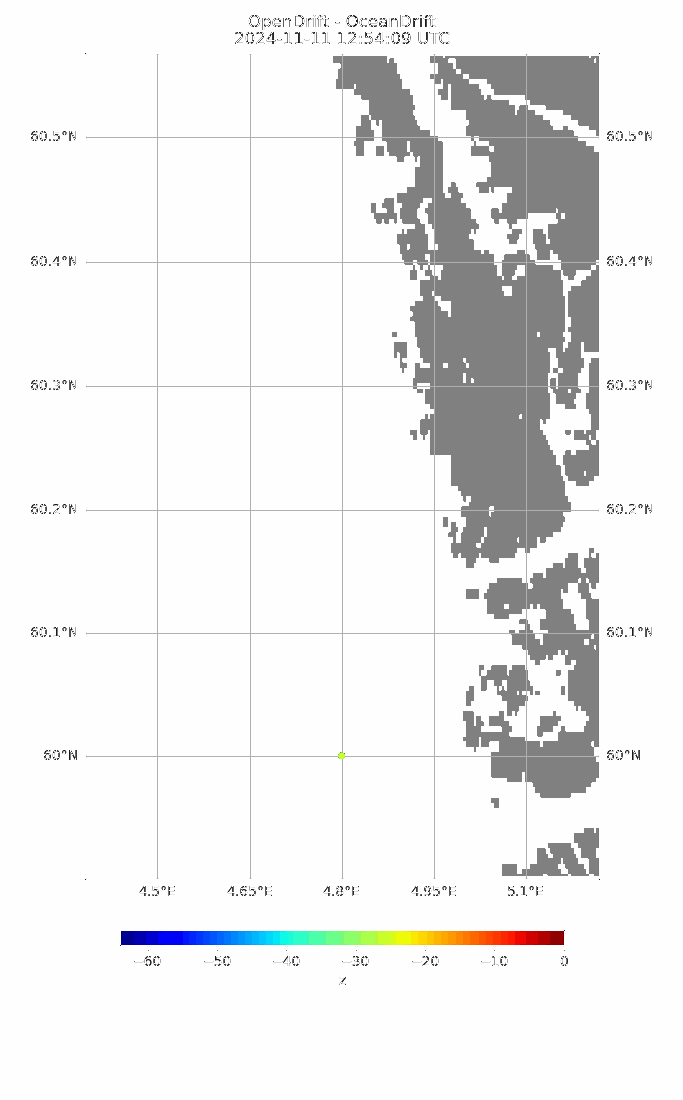 OpenDrift - OceanDrift
2024-11-11 12:54:09 UTC
60.5°N 60.5°N
60.4°N 60.4°N
60.3°N 60.3°N
60.2°N 60.2°N
60.1°N 60.1°N
60°N 60°N
4.5°E 4.65°E 4.8°E 4.95°E 5.1°E
−60 −50 −40 −30 −20 −10 0
z